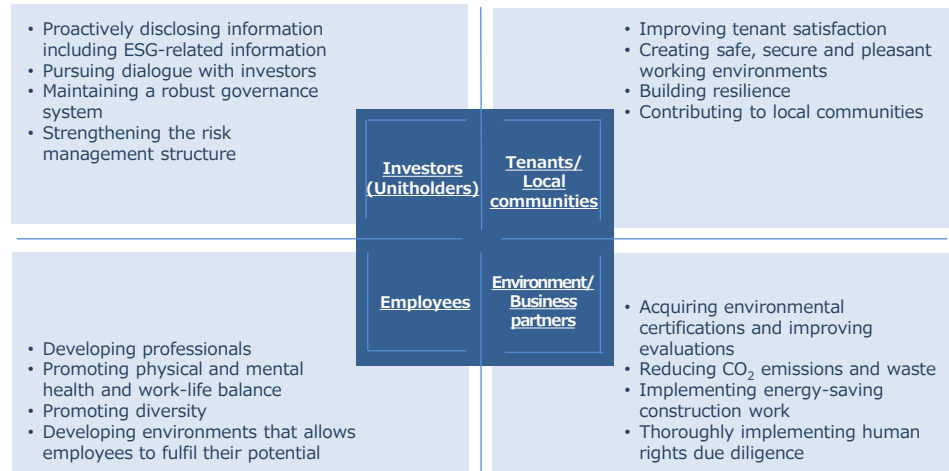 • Proactively disclosing information
including ESG-related information
• Pursuing dialogue with investors
• Maintaining a robust governance
system
• Strengthening the risk
management structure
• Improving tenant satisfaction
• Creating safe, secure and pleasant
working environments
• Building resilience
• Contributing to local communities
Investors
(Unitholders)
Tenants/
Local
communities
Employees
Environment/
Business
partners
• Developing professionals
• Promoting physical and mental
health and work-life balance
• Promoting diversity
• Developing environments that allows
employees to fulfil their potential
• Acquiring environmental
certifications and improving
evaluations
• Reducing CO₂ emissions and waste
• Implementing energy-saving
construction work
• Thoroughly implementing human
rights due diligence